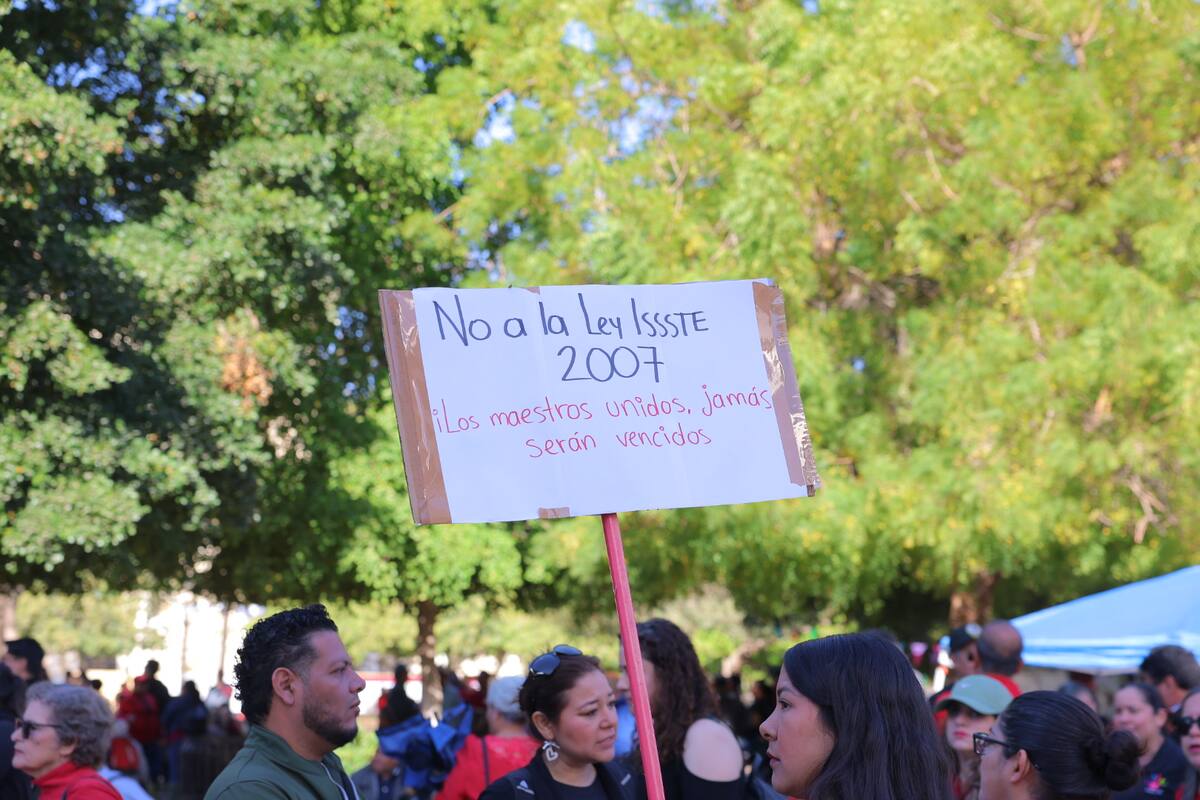 No a la Ley ISSSTE
2007
¡Los maestros unidos, jamás
serán vencidos